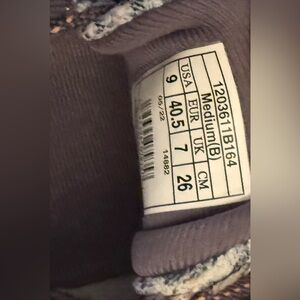 1203611B164
Medium(B)
USA EUR UK CM
9 40.5 7 26
05/22 14882